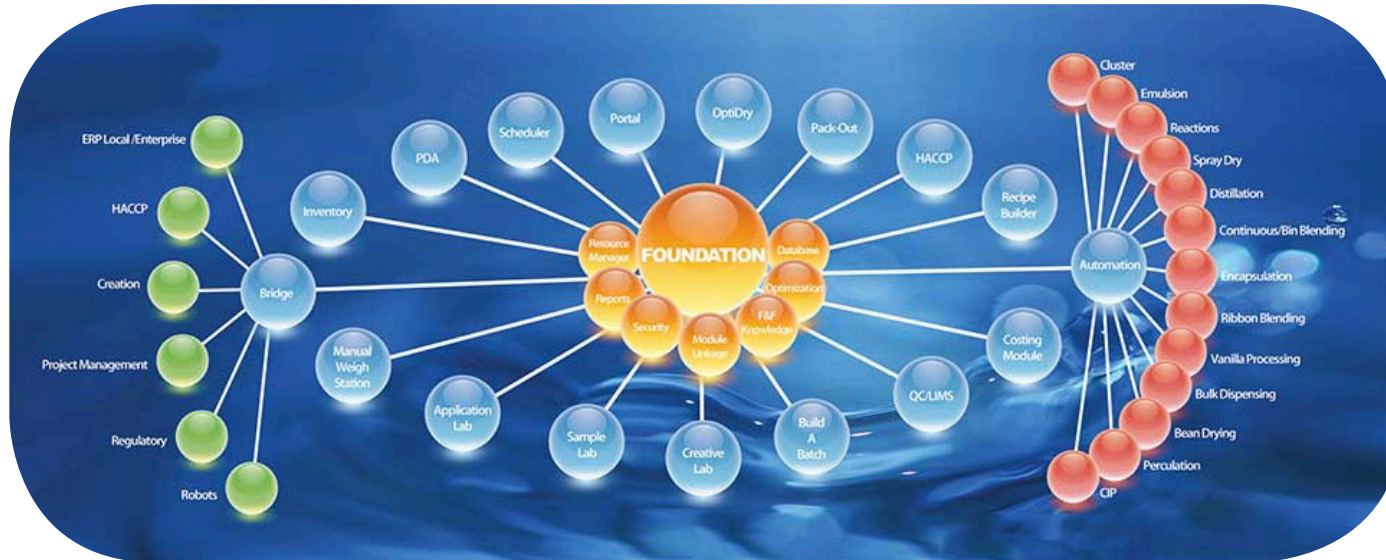 ERP Local /Enterprise
HACCP
Creation
Project Management
Regulatory
Robots
Bridge
Inventory
PDA
Scheduler
Portal
OptiDry
Pack-Out
HACCP
Recipe
Builder
Manual
Weigh
Station
Application
Lab
Sample
Lab
Creative
Lab
Build
A
Batch
QC/LIMS
Costing
Module
FOUNDATION
Resource
Manager
Reports
Security
Module
Linkage
F&F
Knowledge
Optimization
Database
Automation
Cluster
Emulsion
Reactions
Spray Dry
Distillation
Continuous/Bin Blending
Encapsulation
Ribbon Blending
Vanilla Processing
Bulk Dispensing
Bean Drying
Perculation
CIP